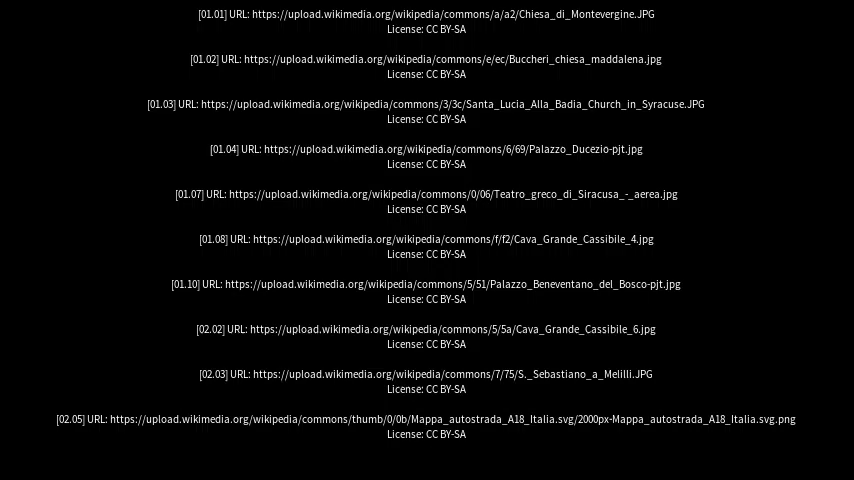 [01.01] URL: https://upload.wikimedia.org/wikipedia/commons/a/a2/Chiesa_di_Montevergine.JPG
License: CC BY-SA
[01.02] URL: https://upload.wikimedia.org/wikipedia/commons/e/ec/Buccheri_chiesa_maddalena.jpg
License: CC BY-SA
[01.03] URL: https://upload.wikimedia.org/wikipedia/commons/3/3c/Santa_Lucia_Alla_Badia_Church_in_Syracuse.JPG
License: CC BY-SA
[01.04] URL: https://upload.wikimedia.org/wikipedia/commons/6/69/Palazzo_Ducezio-pjt.jpg
License: CC BY-SA
[01.07] URL: https://upload.wikimedia.org/wikipedia/commons/0/06/Teatro_greco_di_Siracusa_-_aerea.jpg
License: CC BY-SA
[01.08] URL: https://upload.wikimedia.org/wikipedia/commons/f/f2/Cava_Grande_Cassibile_4.jpg
License: CC BY-SA
[01.10] URL: https://upload.wikimedia.org/wikipedia/commons/5/51/Palazzo_Beneventano_del_Bosco-pjt.jpg
License: CC BY-SA
[02.02] URL: https://upload.wikimedia.org/wikipedia/commons/5/5a/Cava_Grande_Cassibile_6.jpg
License: CC BY-SA
[02.03] URL: https://upload.wikimedia.org/wikipedia/commons/7/75/S._Sebastiano_a_Melilli.JPG
License: CC BY-SA
[02.05] URL: https://upload.wikimedia.org/wikipedia/commons/thumb/0/0b/Mappa_autostrada_A18_Italia.svg/2000px-Mappa_autostrada_A18_Italia.svg.png
License: CC BY-SA